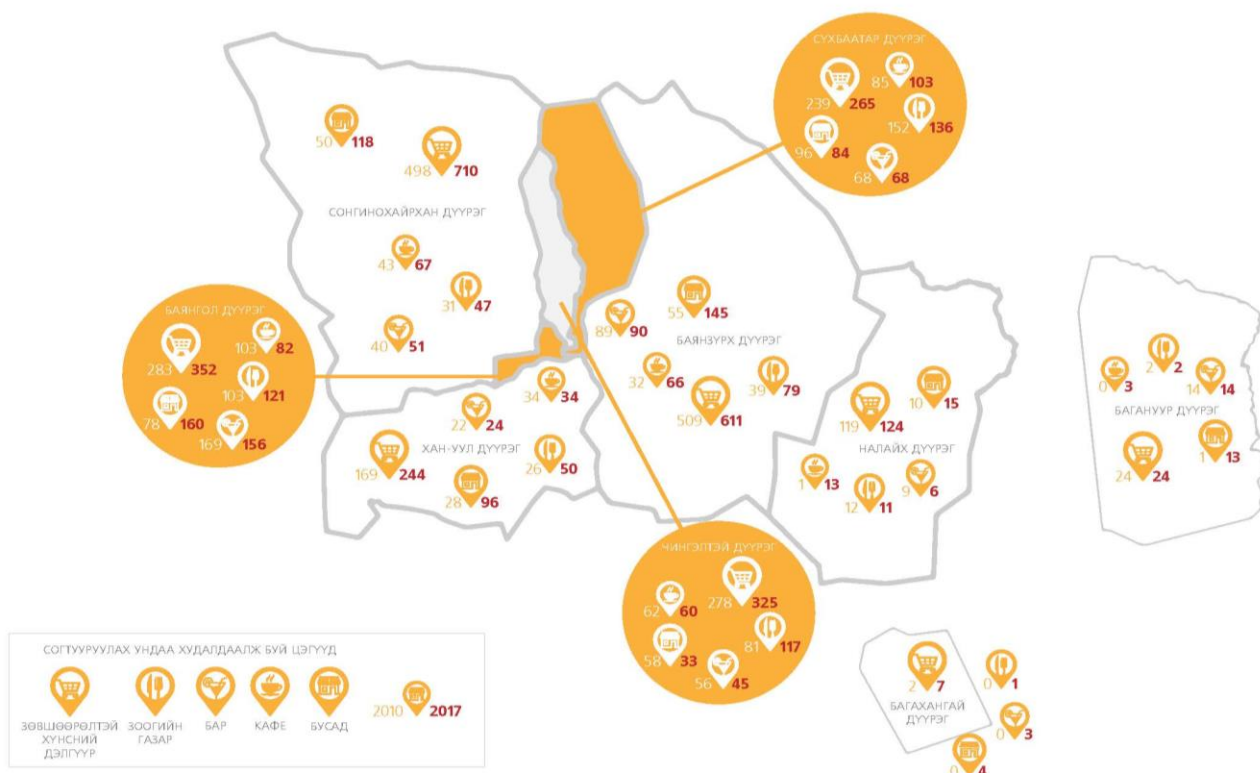 СҮХБААТАР ДҮҮРЭГ
85 103
239 265
152 136
96 84
68 68
50 118
498 710
СОНГИНОХАЙРХАН ДҮҮРЭГ
43 67
31 47
40 51
БАЯНГОЛ ДҮҮРЭГ
103 82
283 352
103 121
78 160
169 156
55 145
89 90
БАЯНЗҮРХ ДҮҮРЭГ
32 66
39 79
509 611
34 34
22 24
ХАН-УУЛ ДҮҮРЭГ
169 244
26 50
28 96
10 15
119 124
НАЛАЙХ ДҮҮРЭГ
1 13
9 6
12 11
2 2
0 3
14 14
БАГАНУУР ДҮҮРЭГ
1 13
24 24
ЧИНГЭЛТЭЙ ДҮҮРЭГ
278 325
62 60
81 117
58 33
56 45
2 7
0 1
БАГАХАНГАЙ
ДҮҮРЭГ
0 3
0 4
СОГТУУРУУЛАХ УНДАА ХУДАЛДААЛЖ БУЙ ЦЭГҮҮД
2010 2017
ЗӨВШӨӨРӨЛТЭЙ
ХҮНСНИЙ
ДЭЛГҮҮР
ЗООГИЙН
ГАЗАР
БАР
КАФЕ
БУСАД